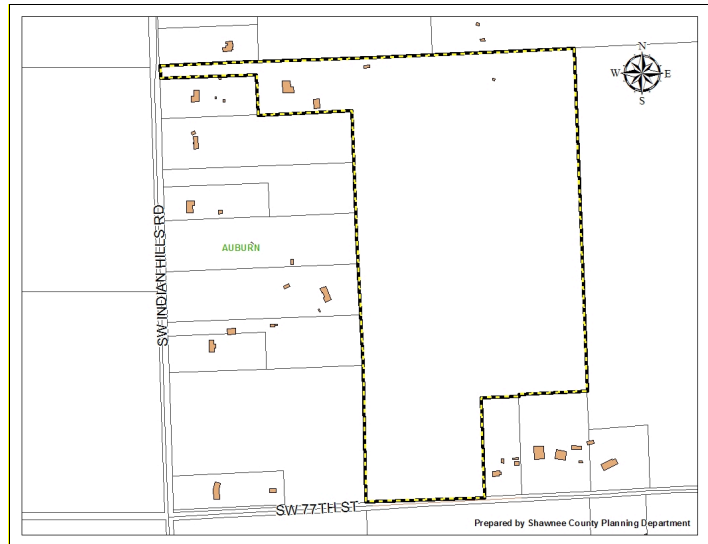 N
W E
S
SW INDIAN HILLS RD
AUBURN
SW 77TH ST
Prepared by Shawnee County Planning Department